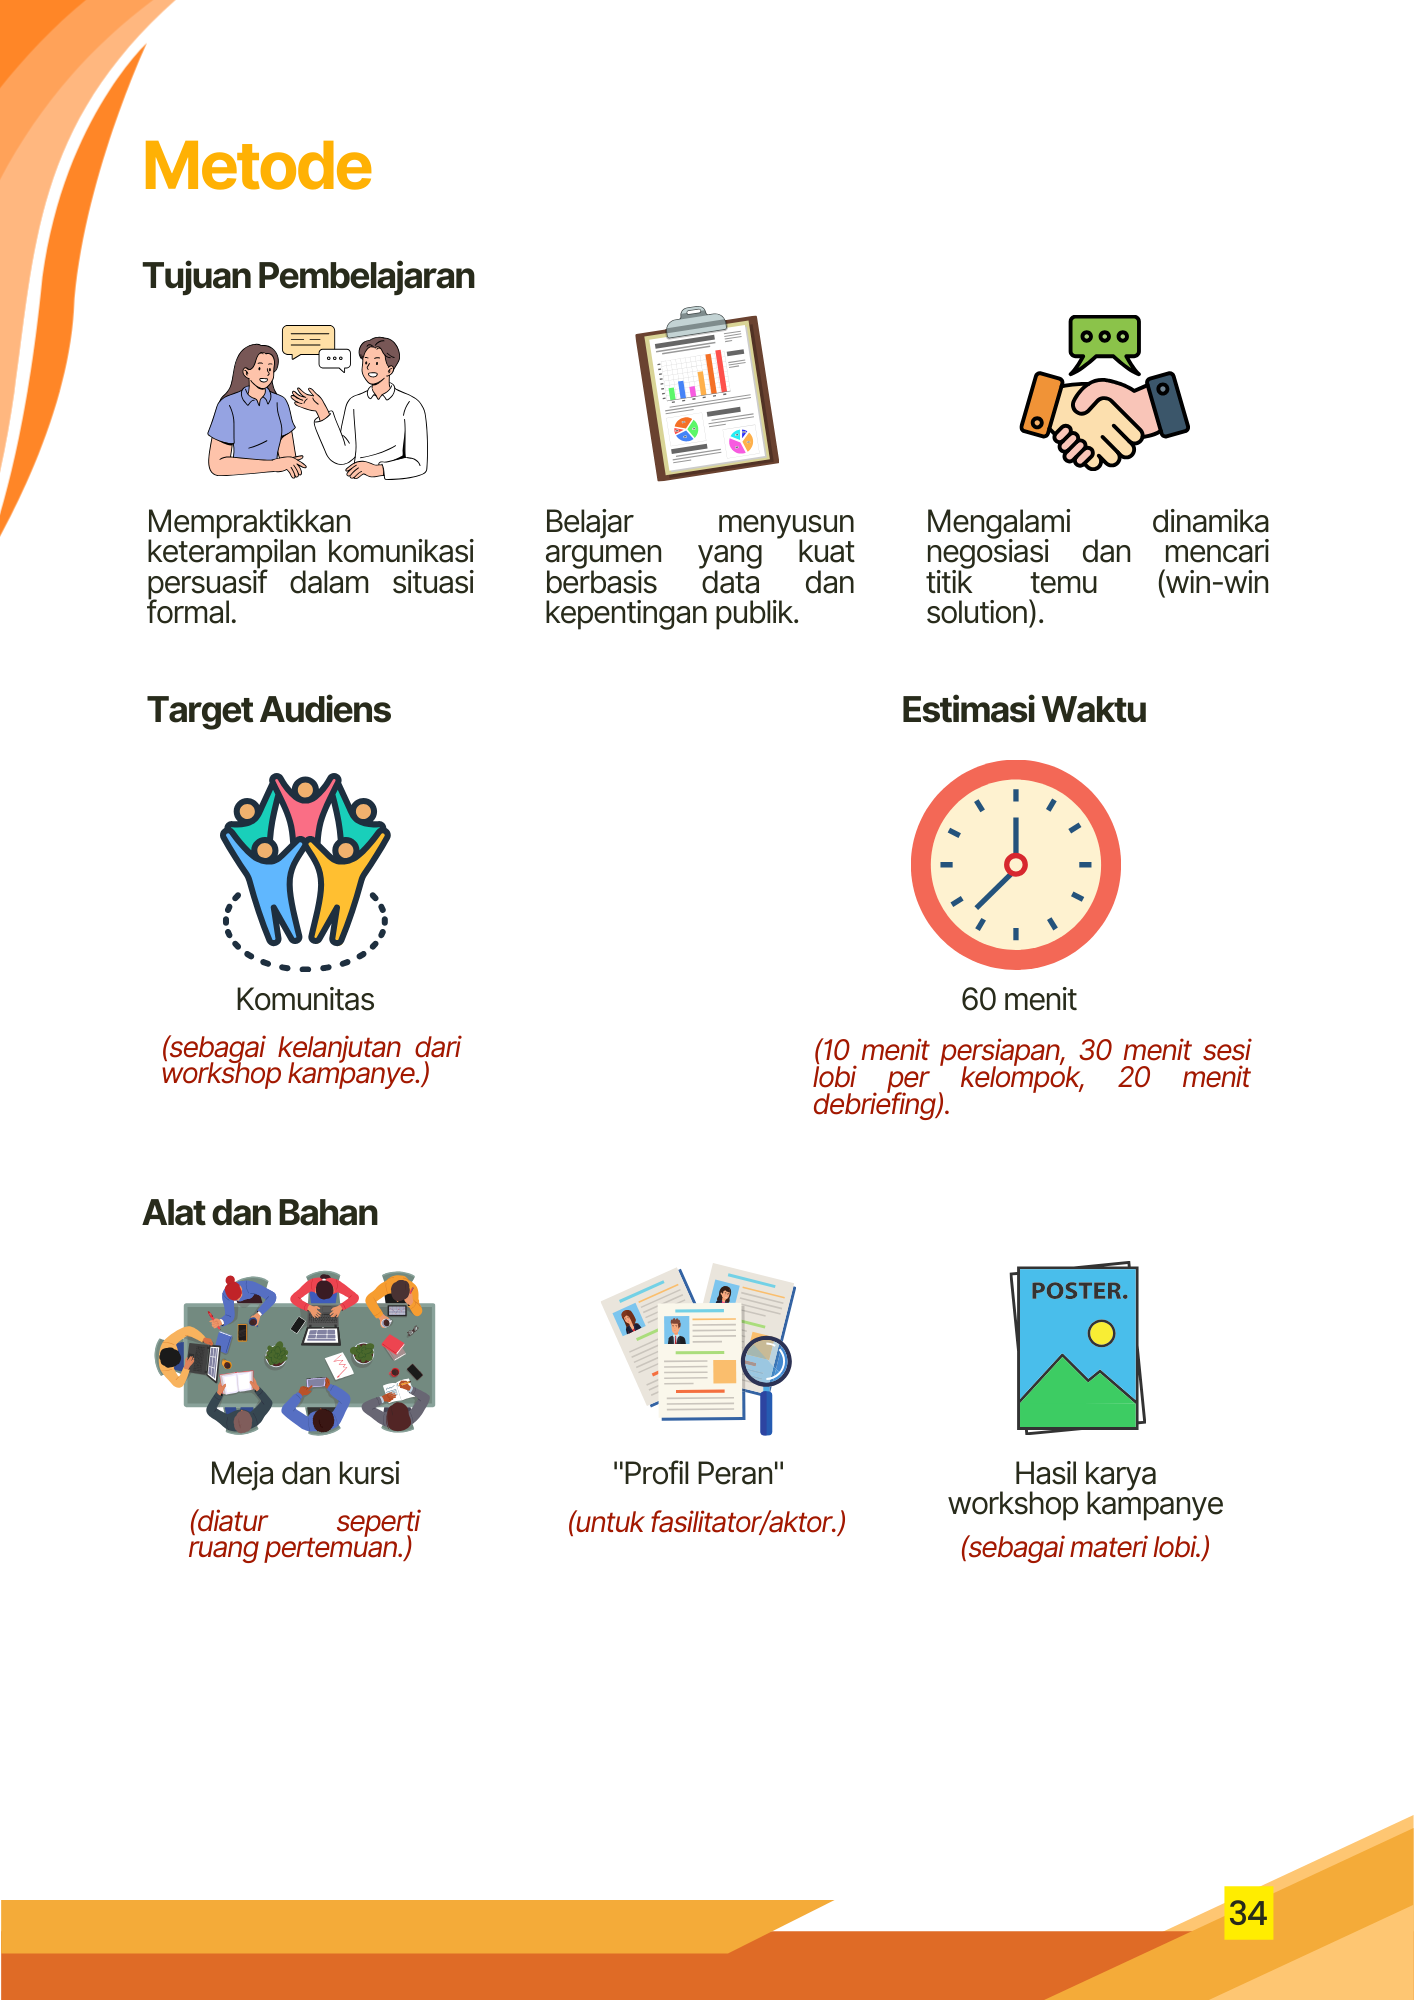 Metode
Tujuan Pembelajaran
Mempraktikkan
keterampilan komunikasi
persuasif dalam situasi
formal.
Belajar menyusun
argumen yang kuat
berbasis data dan
kepentingan publik.
Mengalami dinamika
negosiasi dan mencari
titik temu (win-win
solution).
Target Audiens
Komunitas
(sebagai kelanjutan dari
workshop kampanye.)
Estimasi Waktu
60 menit
(10 menit persiapan, 30 menit sesi
lobi per kelompok, 20 menit
debriefing).
Alat dan Bahan
Meja dan kursi
(diatur seperti
ruang pertemuan.)
"Profil Peran"
(untuk fasilitator/aktor.)
POSTER.
Hasil karya
workshop kampanye
(sebagai materi lobi.)
34